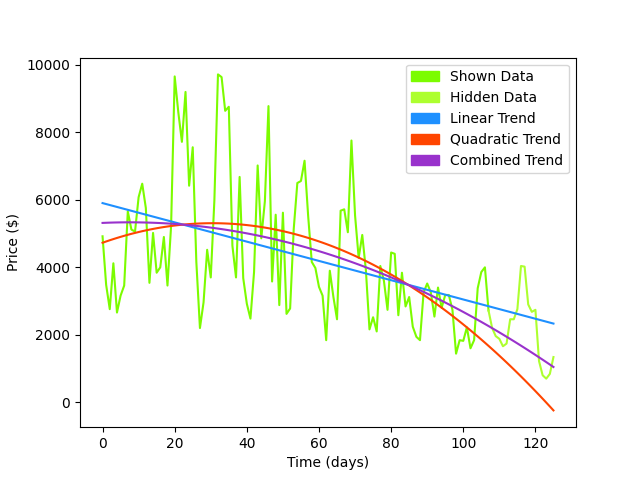 10000
8000
6000
4000
2000
0
Price ($)
0 20 40 60 80 100 120
Time (days)
Shown Data
Hidden Data
Linear Trend
Quadratic Trend
Combined Trend